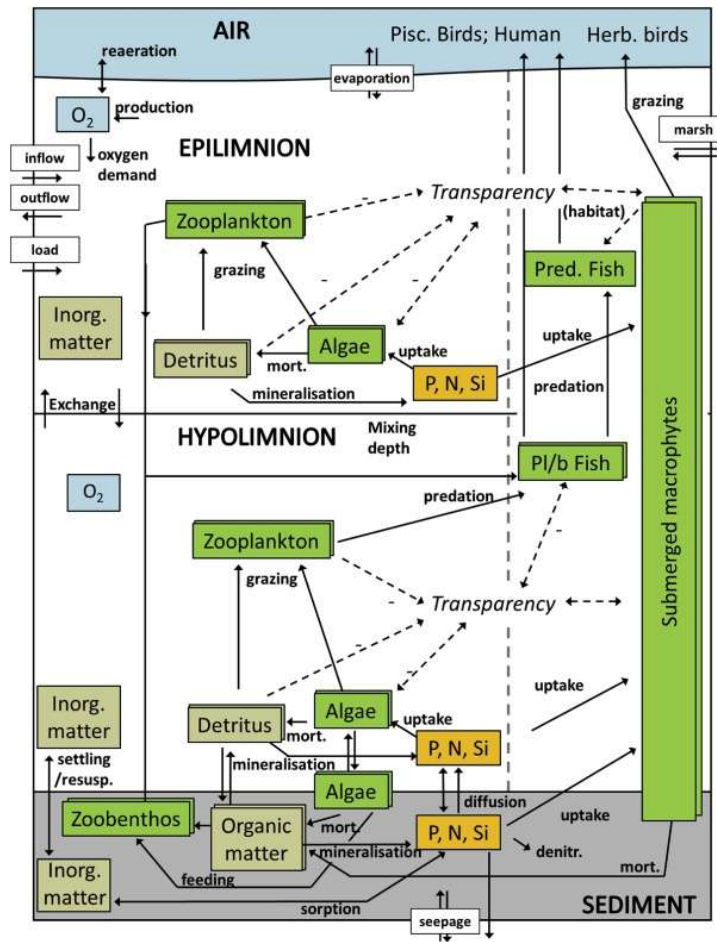 AIR
Pisc. Birds; Human
Herb. birds
reaeration
evaporation
grazing
O2
production
marsh
inflow
oxygen
demand
EPILIMNION
outflow
Transparency
-
(habitat)
Zooplankton
load
Pred. Fish
grazing
-
-
Inorg.
matter
Algae
uptake
Detritus
mort.
uptake
P, N, Si
mineralisation
predation
Exchange
HYPOLIMNION
Mixing
depth
Pl/b Fish
O2
predation
-
Zooplankton
grazing
-
Transparency
Submerged macrophytes
-
-
uptake
Inorg.
matter
Detritus
Algae
uptake
mort.
P, N, Si
settling
/resusp.
mineralisation
Algae
diffusion
uptake
Zoobenthos
Organic
matter
mort.
P, N, Si
mineralisation
denitr.
mort.
feeding
Inorg.
matter
sorption
SEDIMENT
seepage